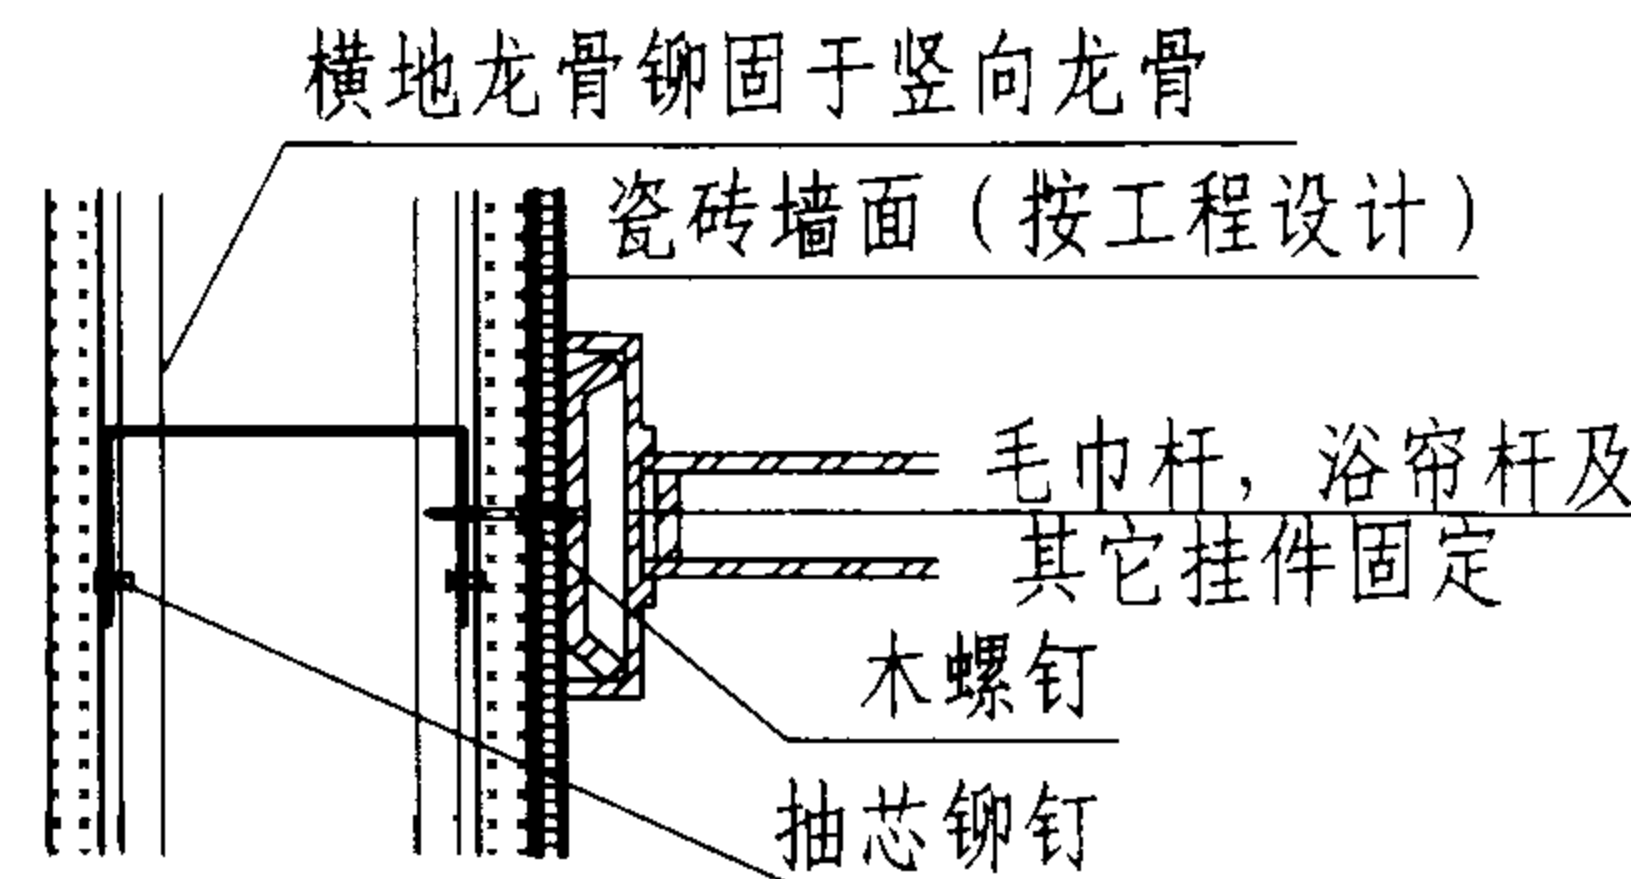 横地龙骨铆固于竖向龙骨
瓷砖墙面（按工程设计）
毛巾杆，浴帘杆及
其它挂件固定
木螺钉
抽芯铆钉